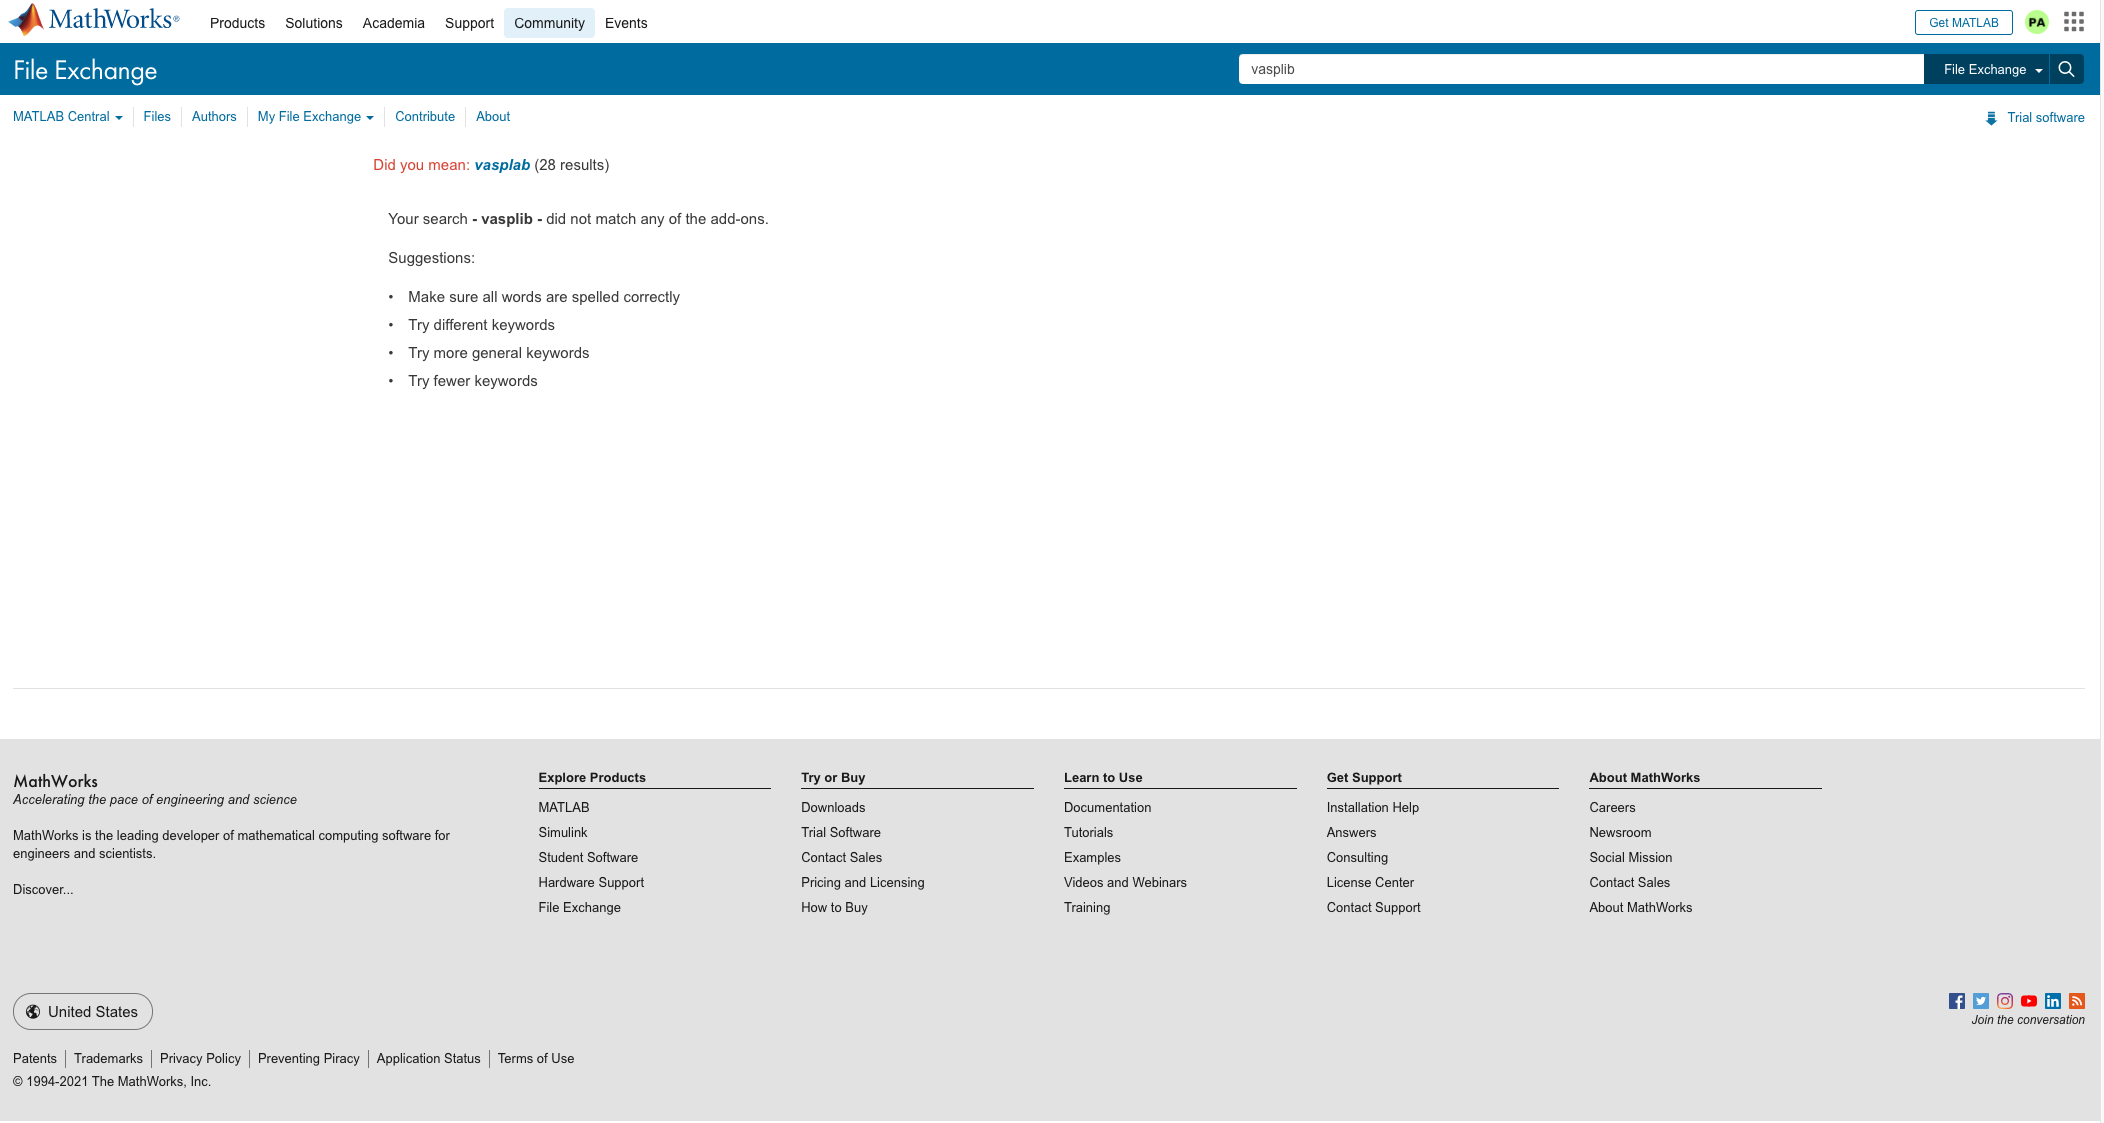 MathWorks®
Products Solutions Academia Support Community Events
Get MATLAB PA
File Exchange
vasplib File Exchange
MATLAB Central Files Authors My File Exchange Contribute About
Trial software
Did you mean: vasplab (28 results)
Your search - vasplib - did not match any of the add-ons.
Suggestions:
• Make sure all words are spelled correctly
• Try different keywords
• Try more general keywords
• Try fewer keywords
MathWorks
Accelerating the pace of engineering and science
MathWorks is the leading developer of mathematical computing software for
engineers and scientists.
Discover...
Explore Products
MATLAB
Simulink
Student Software
Hardware Support
File Exchange
Try or Buy
Downloads
Trial Software
Contact Sales
Pricing and Licensing
How to Buy
Learn to Use
Documentation
Tutorials
Examples
Videos and Webinars
Training
Get Support
Installation Help
Answers
Consulting
License Center
Contact Support
About MathWorks
Careers
Newsroom
Social Mission
Contact Sales
About MathWorks
United States
Join the conversation
Patents Trademarks Privacy Policy Preventing Piracy Application Status Terms of Use
© 1994-2021 The MathWorks, Inc.